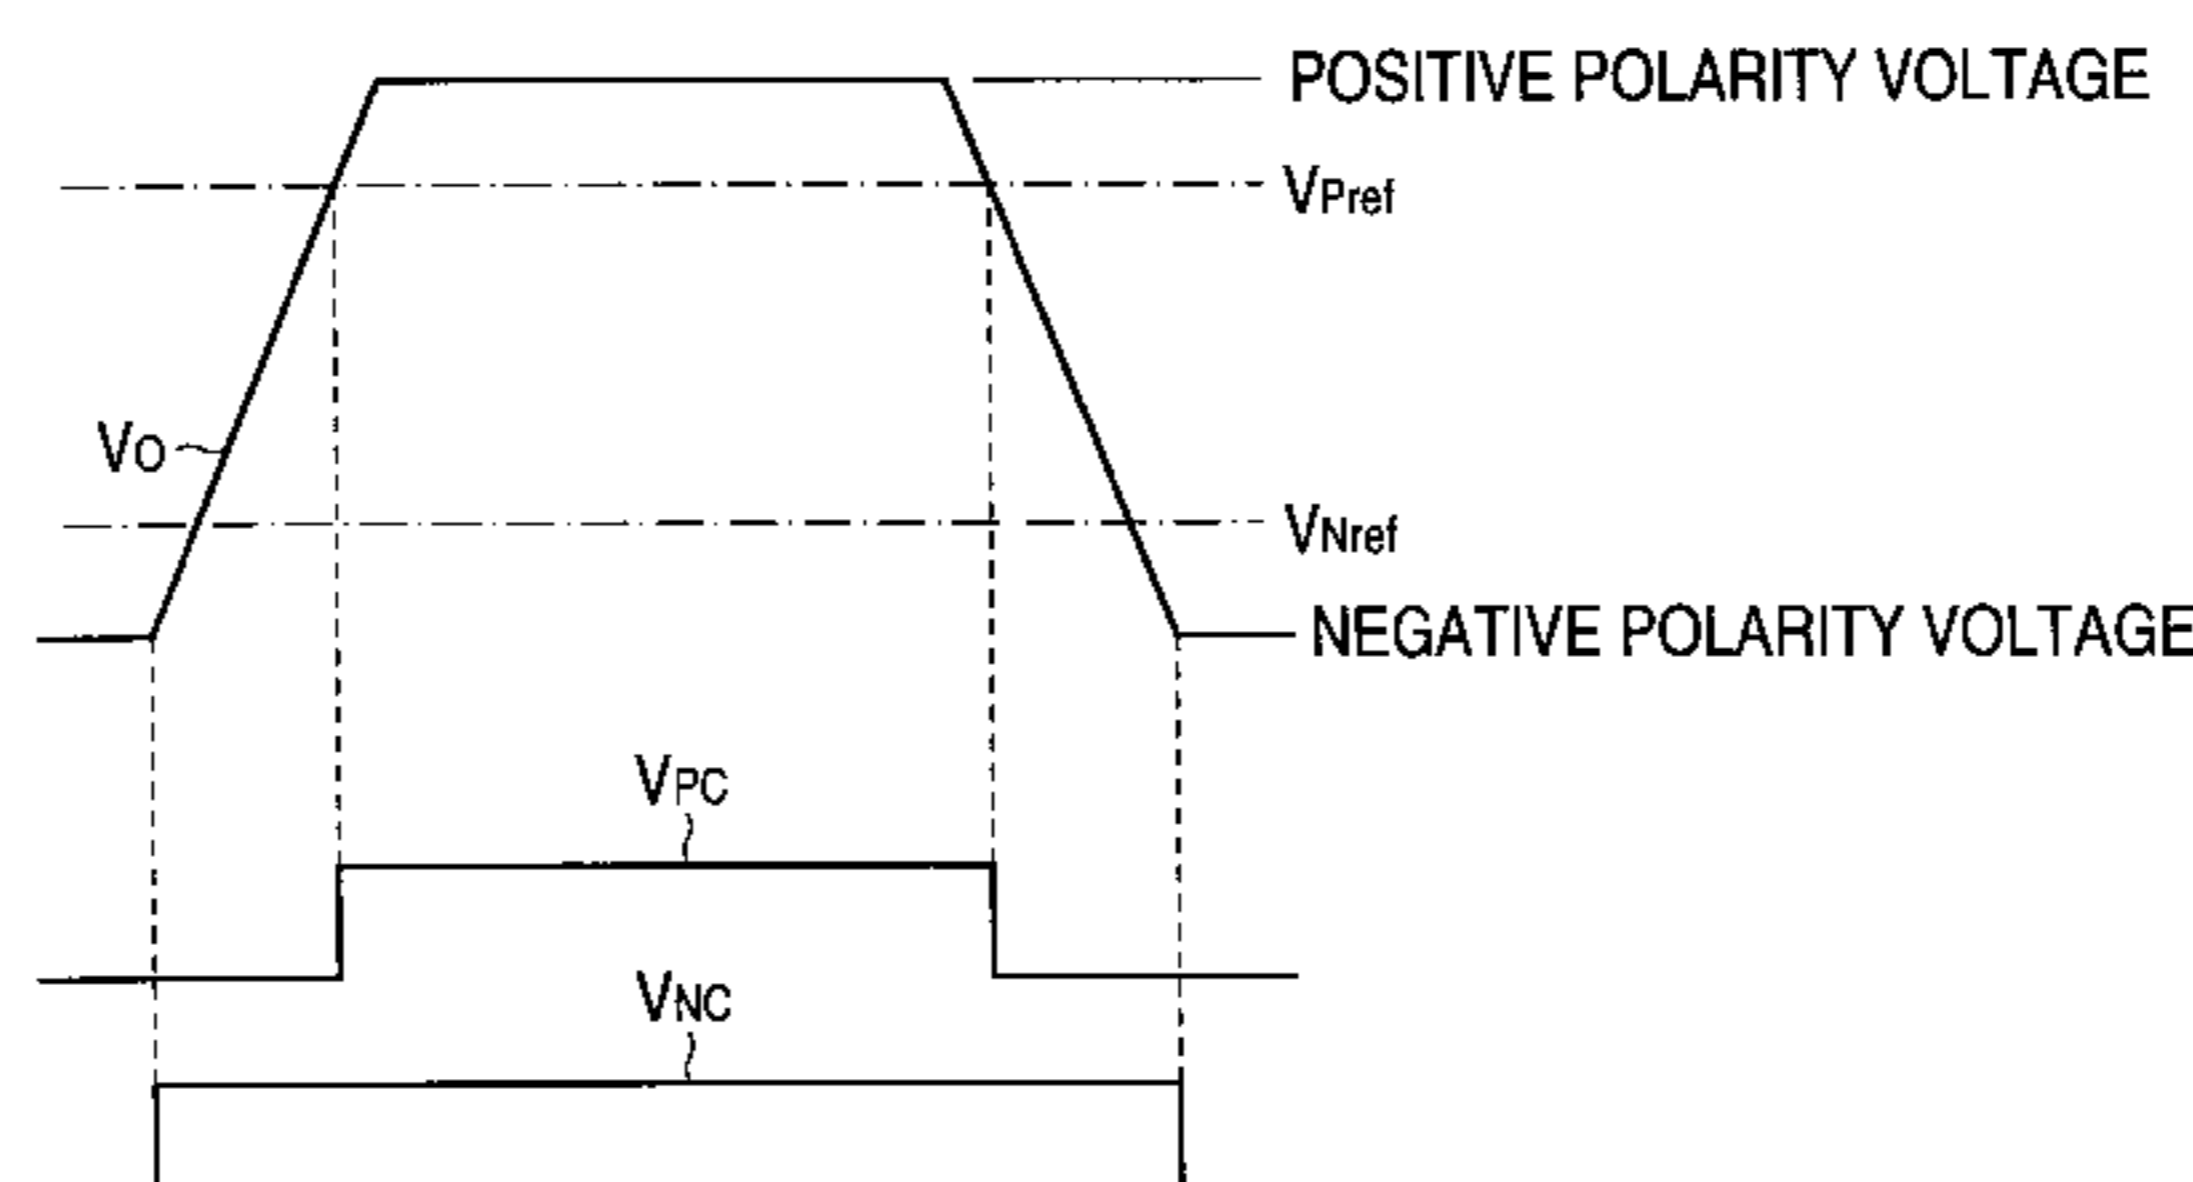 POSITIVE POLARITY VOLTAGE
VPref
VO
VNref
NEGATIVE POLARITY VOLTAGE
VPC
VNC